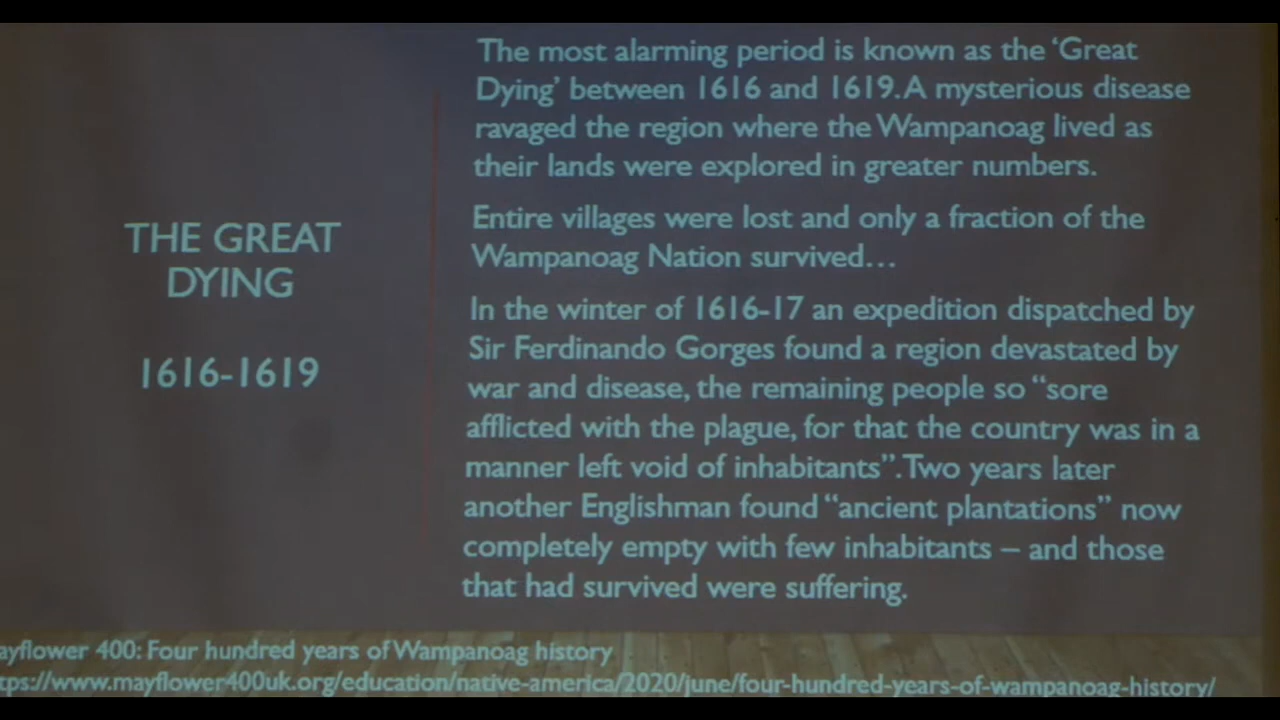 THE GREAT
DYING
1616-1619
The most alarming period is known as the ‘Great
Dying’ between 1616 and 1619. A mysterious disease
ravaged the region where the Wampanoag lived as
their lands were explored in greater numbers.
Entire villages were lost and only a fraction of the
Wampanoag Nation survived…
In the winter of 1616-17 an expedition dispatched by
Sir Ferdinando Gorges found a region devastated by
war and disease, the remaining people so “sore
afflicted with the plague, for that the country was in a
manner left void of inhabitants”. Two years later
another Englishman found “ancient plantations” now
completely empty with few inhabitants – and those
that had survived were suffering.
ayflower 400: Four hundred years of Wampanoag history
tps://www.mayflower400uk.org/education/native-america/2020/june/four-hundred-years-of-wampanoag-history/